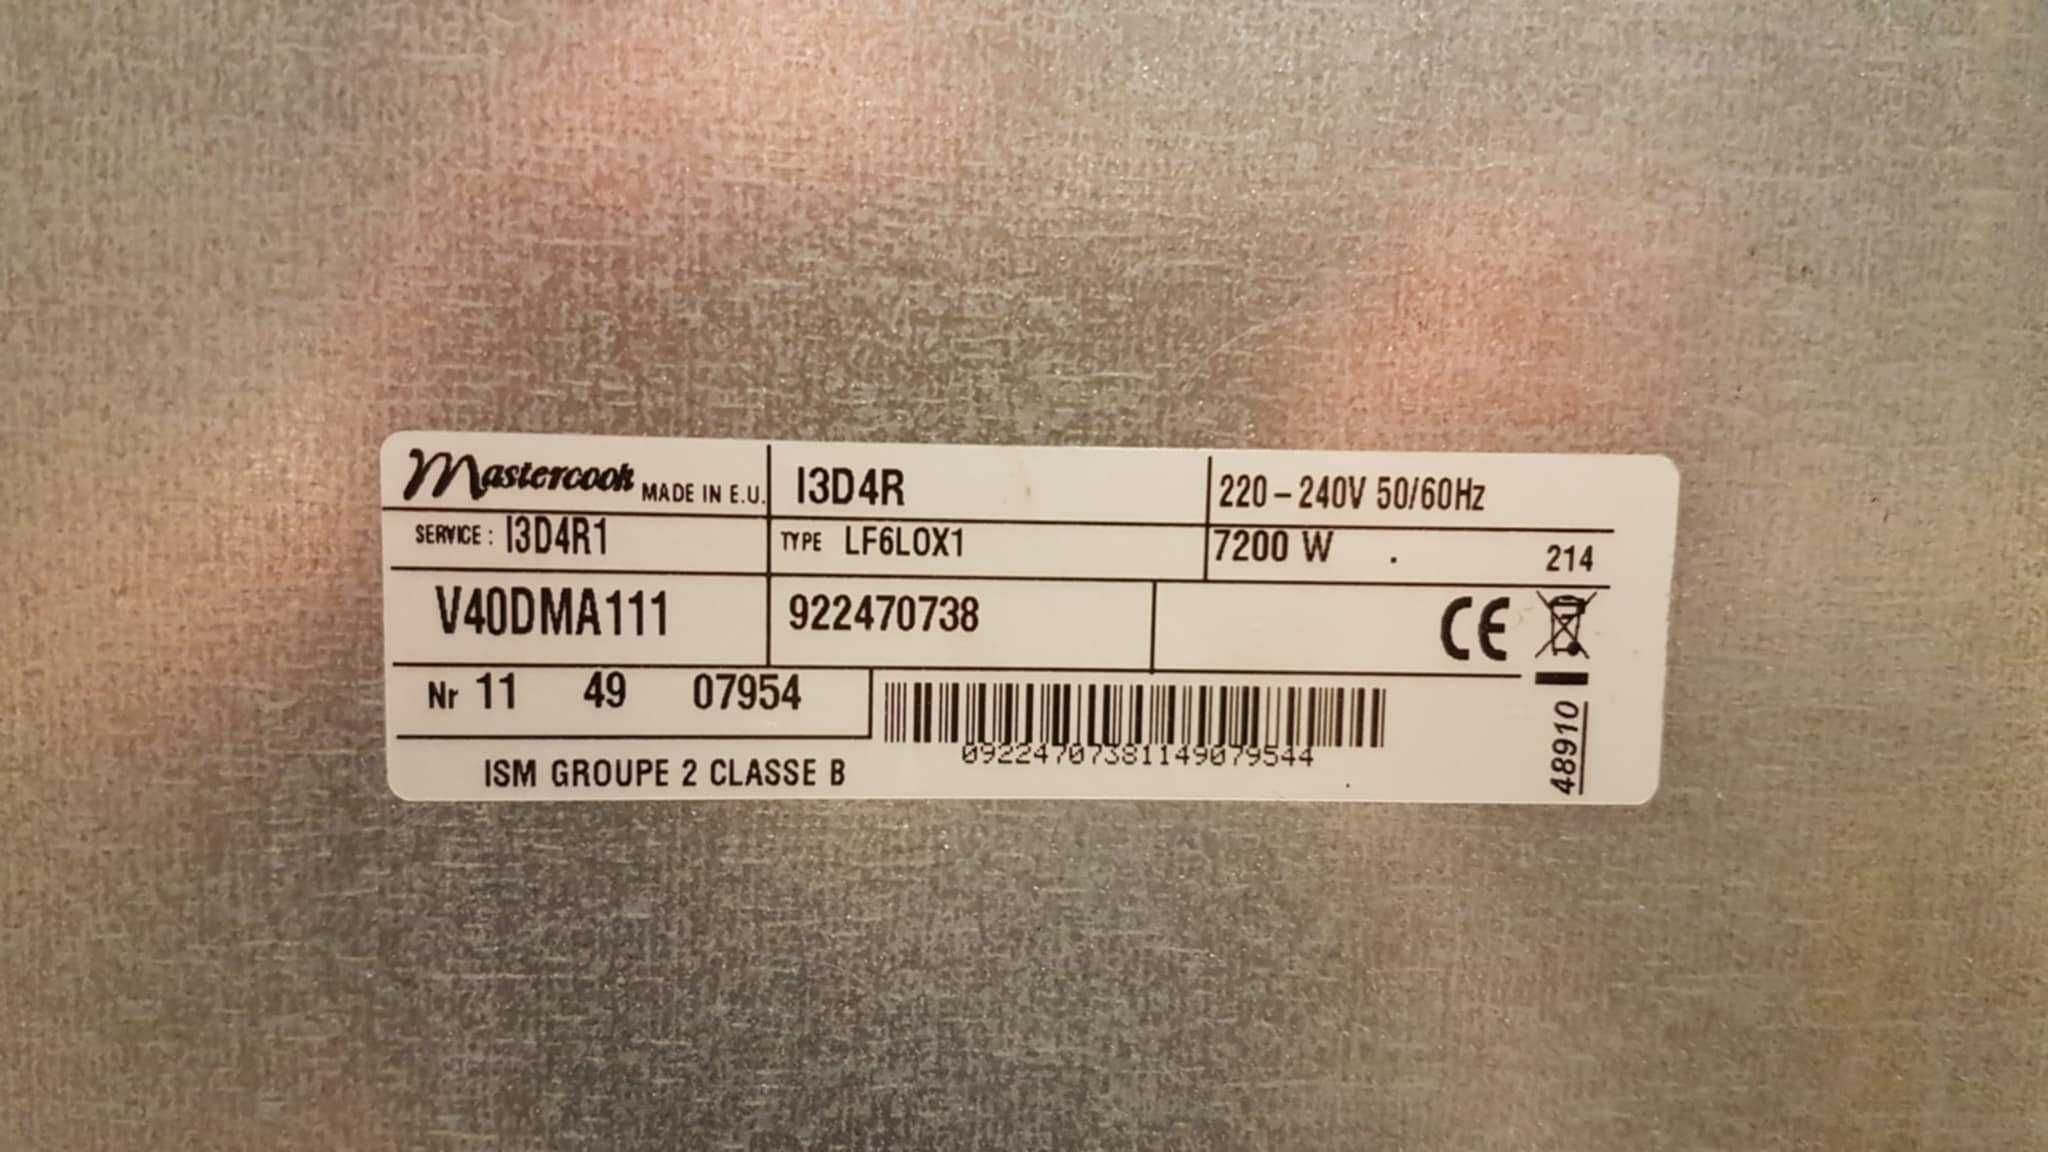 Mastercook MADE IN E.U. I3D4R 220-240V 50/60Hz
SERVICE: I3D4R1 TYPE LF6LOX1 7200 W . 214
V40DMA111 922470738 CE
Nr 11 49 07954
09224707381149079544
ISM GROUPE 2 CLASSE B
48910